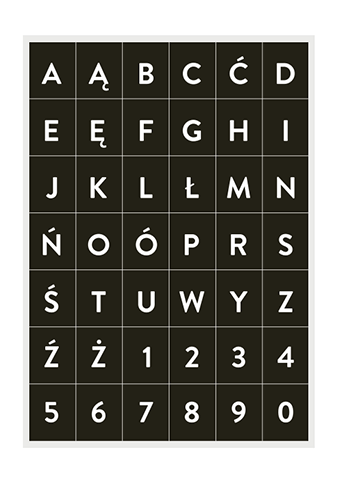 A Ą B C Ć D
E Ę F G H I
J K L Ł M N
Ń O Ó P R S
Ś T U W Y Z
Ź Ż 1 2 3 4
5 6 7 8 9 0